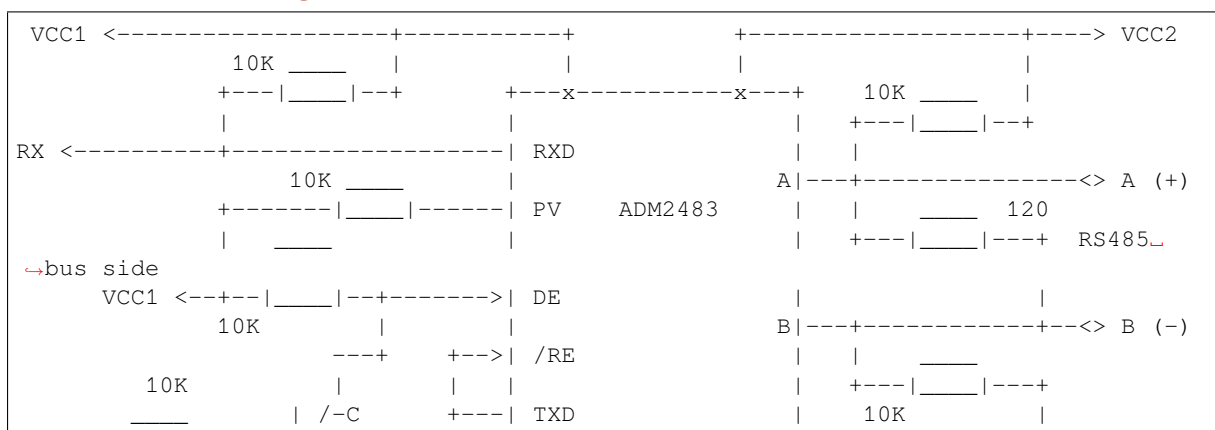 VCC1 <-------------------+-----------+           +-------------------+----> VCC2
               10K ____   |           |           |                   |
              +---|____|--+       +---x-----------x---+    10K ____   |
              |                   |                   |   +---|____|--+
RX <----------+-------------------| RXD               |   |
                   10K ____       |                  A|---+---------------<> A (+)
              +-------|____|------| PV    ADM2483     |   |    ____  120
              |   ____            |                   |   +---|____|---+  RS485␣
↪bus side
      VCC1 <--+--|____|--+------->| DE                |                |
              10K        |        |                  B|---+------------+--<> B (-)
                      ---+    +-->| /RE               |   |    ____
         10K          |       |   |                   |   +---|____|---+
        ____       | /-C      +---| TXD               |    10K         |